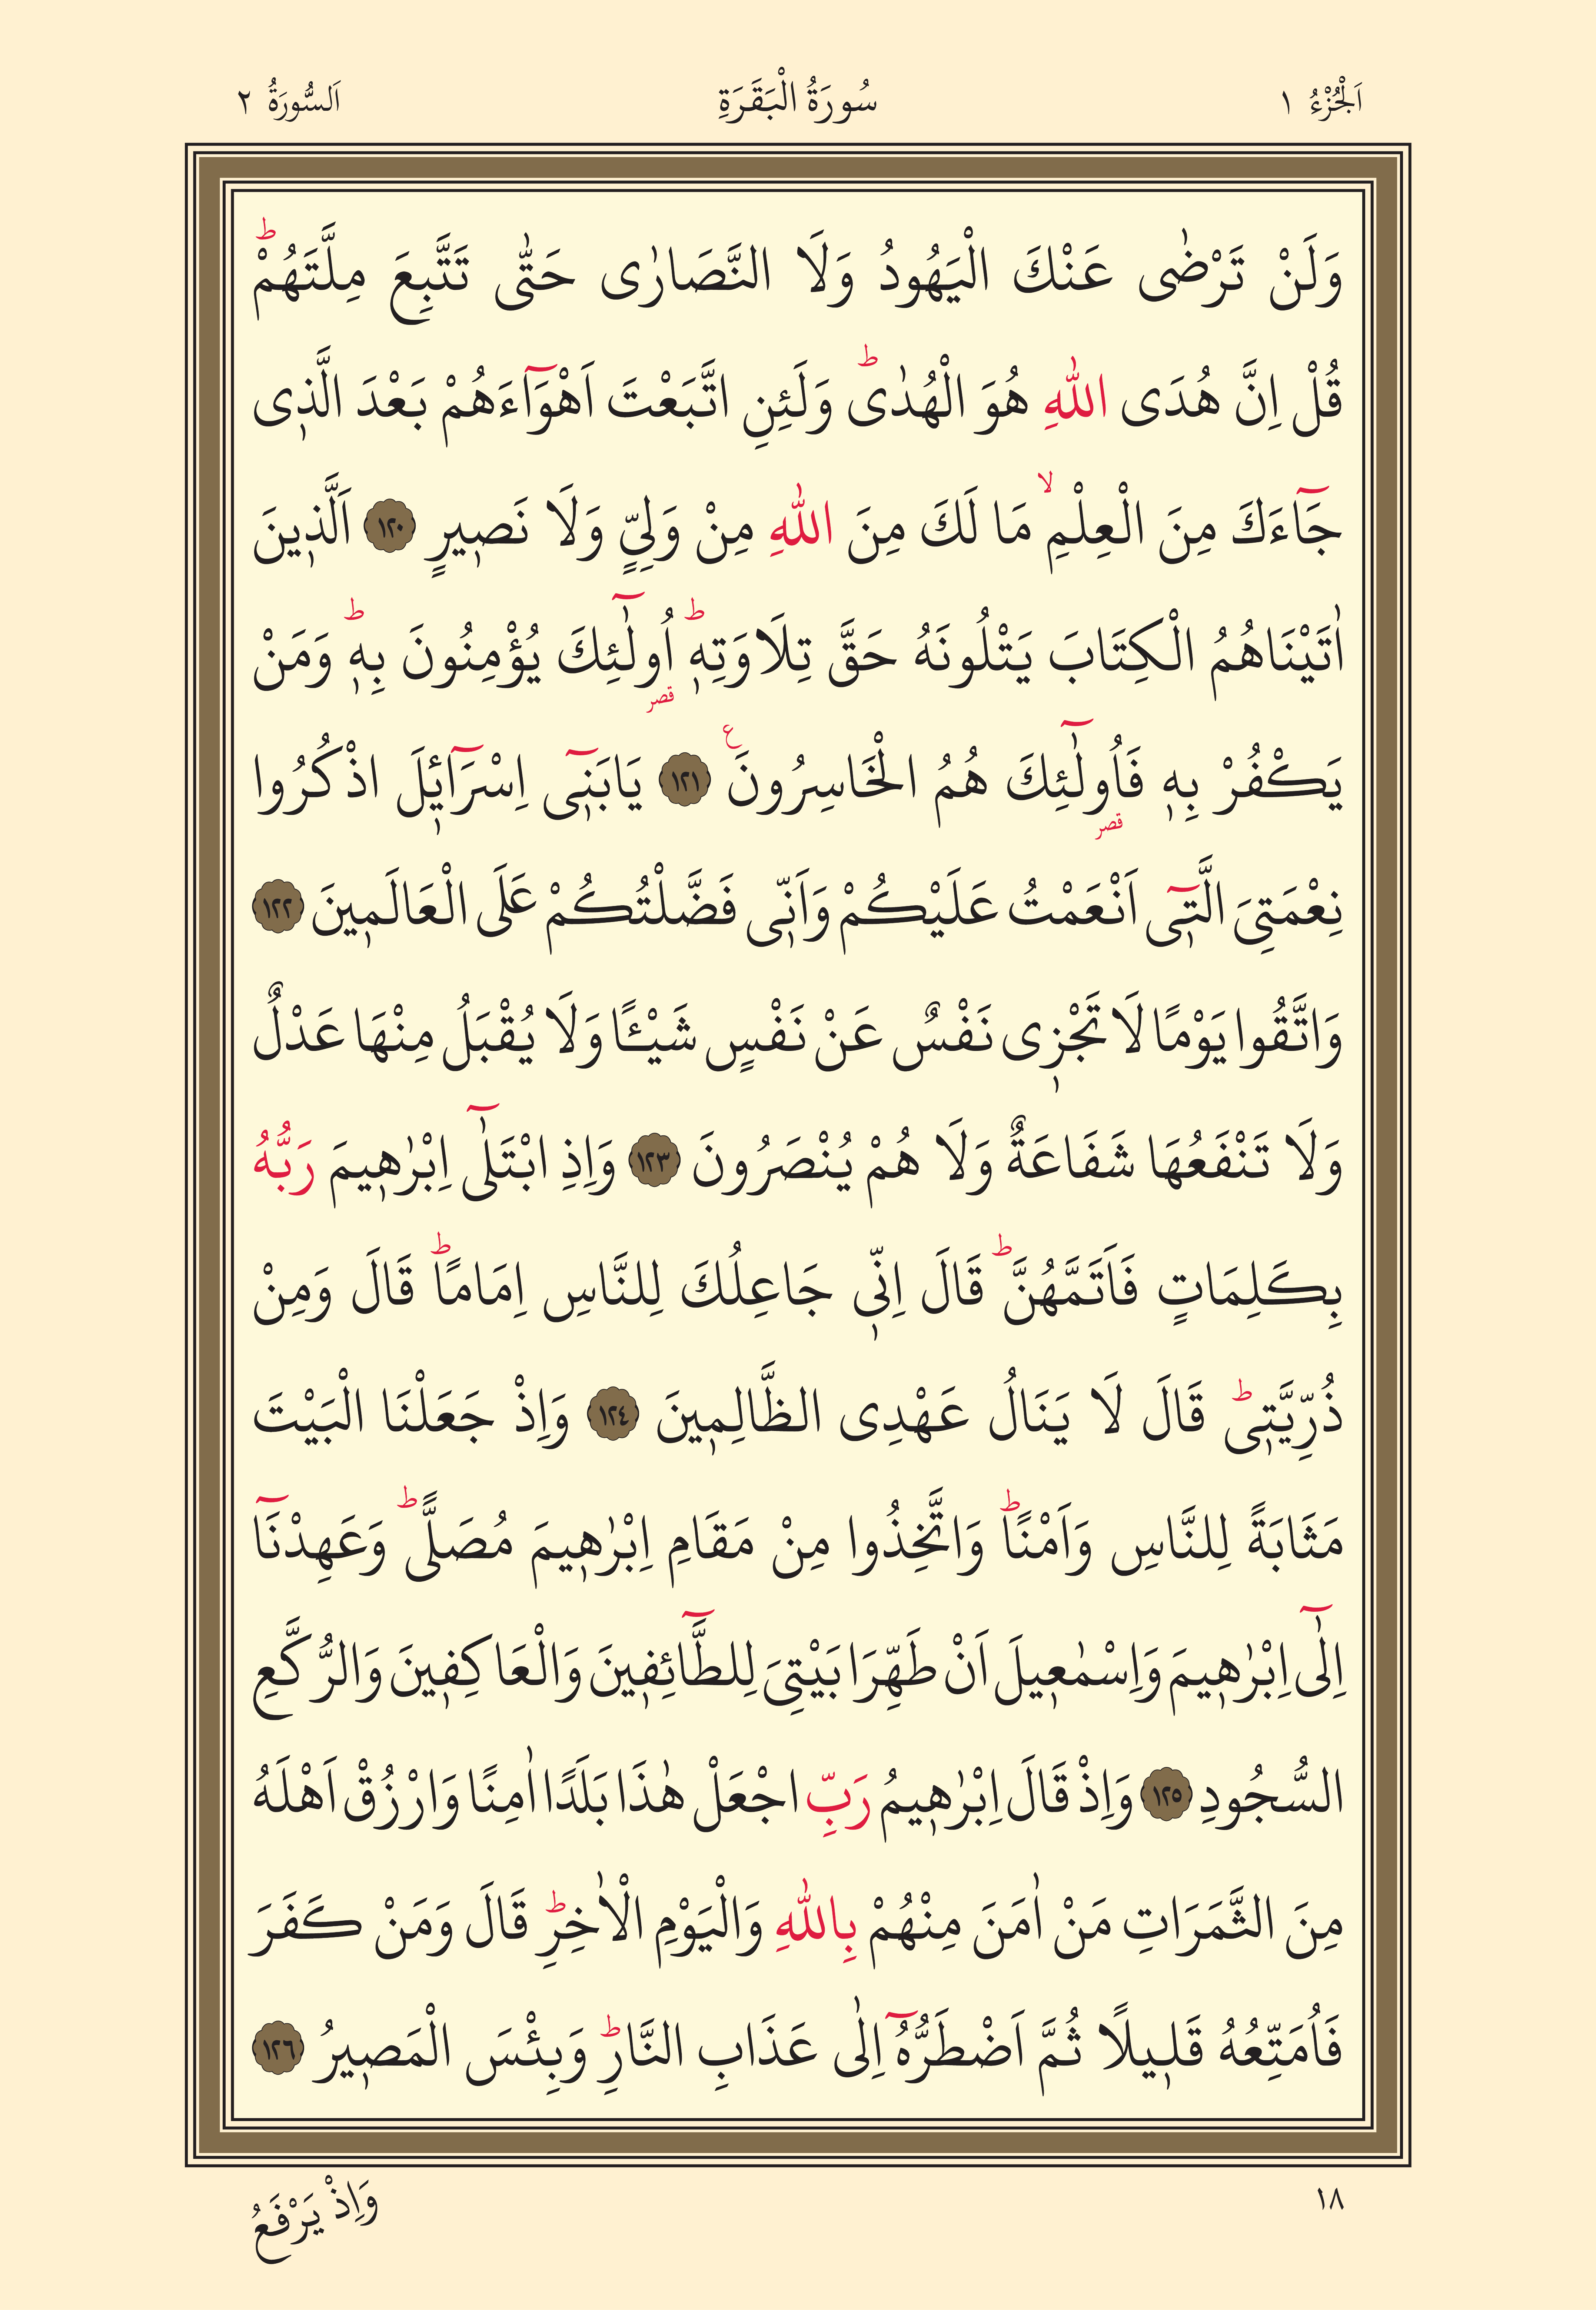 اَلْجُزْءُ ١ سُورَةُ الْبَقَرَةِ اَلسُّورَةُ ٢
وَلَنْ تَرْضٰى عَنْكَ الْيَهُودُ وَلَا النَّصَارٰى حَتّٰى تَتَّبِعَ مِلَّتَهُمْۜ ط
قُلْ اِنَّ هُدَى اللّٰهِ هُوَ الْهُدٰىؕ وَلَئِنِ اتَّبَعْتَ اَهْوَٓاءَهُمْ بَعْدَ الَّذٖى
جَٓاءَكَ مِنَ الْعِلْمِۙ مَا لَكَ مِنَ اللّٰهِ مِنْ وَلِىٍّ وَلَا نَصٖيرٍ ١٢٠ اَلَّذٖينَ
اٰتَيْنَاهُمُ الْكِتَابَ يَتْلُونَهُ حَقَّ تِلَاوَتِهٖؕ اُولٰٓئِكَ قصر يُؤْمِنُونَ بِهٖؕ وَمَنْ
يَكْفُرْ بِهٖ فَاُولٰٓئِكَ قصر هُمُ الْخَاسِرُونَ ع ١٢١ يَابَنٖٓى اِسْرَٓائٖلَ اذْكُرُوا
نِعْمَتِىَ الَّتٖٓى اَنْعَمْتُ عَلَيْكُمْ وَاَنّٖى فَضَّلْتُكُمْ عَلَى الْعَالَمٖينَ ١٢٢
وَاتَّقُوا يَوْمًا لَا تَجْزٖى نَفْسٌ عَنْ نَفْسٍ شَيْـًٔا وَلَا يُقْبَلُ مِنْهَا عَدْلٌ
وَلَا تَنْفَعُهَا شَفَاعَةٌ وَلَا هُمْ يُنْصَرُونَ ١٢٣ وَاِذِ ابْتَلٰٓى اِبْرٰهٖيمَ رَبُّهُ
بِكَلِمَاتٍ فَاَتَمَّهُنَّؕ قَالَ اِنّٖى جَاعِلُكَ لِلنَّاسِ اِمَامًاؕ قَالَ وَمِنْ
ذُرِّيَّتٖىؕ قَالَ لَا يَنَالُ عَهْدِى الظَّالِمٖينَ ١٢٤ وَاِذْ جَعَلْنَا الْبَيْتَ
مَثَابَةً لِلنَّاسِ وَاَمْنًاؕ وَاتَّخِذُوا مِنْ مَقَامِ اِبْرٰهٖيمَ مُصَلًّىؕ وَعَهِدْنَٓا
اِلٰٓى اِبْرٰهٖيمَ وَاِسْمٰعٖيلَ اَنْ طَهِّرَا بَيْتِىَ لِلطَّٓائِفٖينَ وَالْعَاكِفٖينَ وَالرُّكَّعِ
السُّجُودِ ١٢٥ وَاِذْ قَالَ اِبْرٰهٖيمُ رَبِّ اجْعَلْ هٰذَا بَلَدًا اٰمِنًا وَارْزُقْ اَهْلَهُ
مِنَ الثَّمَرَاتِ مَنْ اٰمَنَ مِنْهُمْ بِاللّٰهِ وَالْيَوْمِ الْاٰخِرِؕ قَالَ وَمَنْ كَفَرَ
فَاُمَتِّعُهُ قَلٖيلًا ثُمَّ اَضْطَرُّهُٓ اِلٰى عَذَابِ النَّارِؕ وَبِئْسَ الْمَصٖيرُ ١٢٦
١٨ وَاِذْ يَرْفَعُ